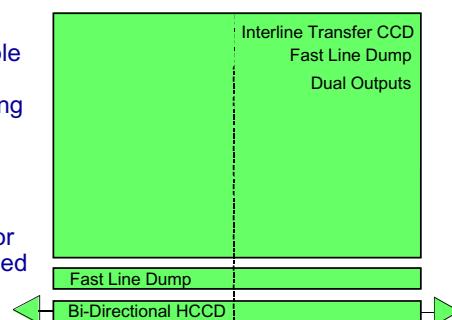 Interline Transfer CCD
Fast Line Dump
Dual Outputs
Fast Line Dump
Bi-Directional HCCD